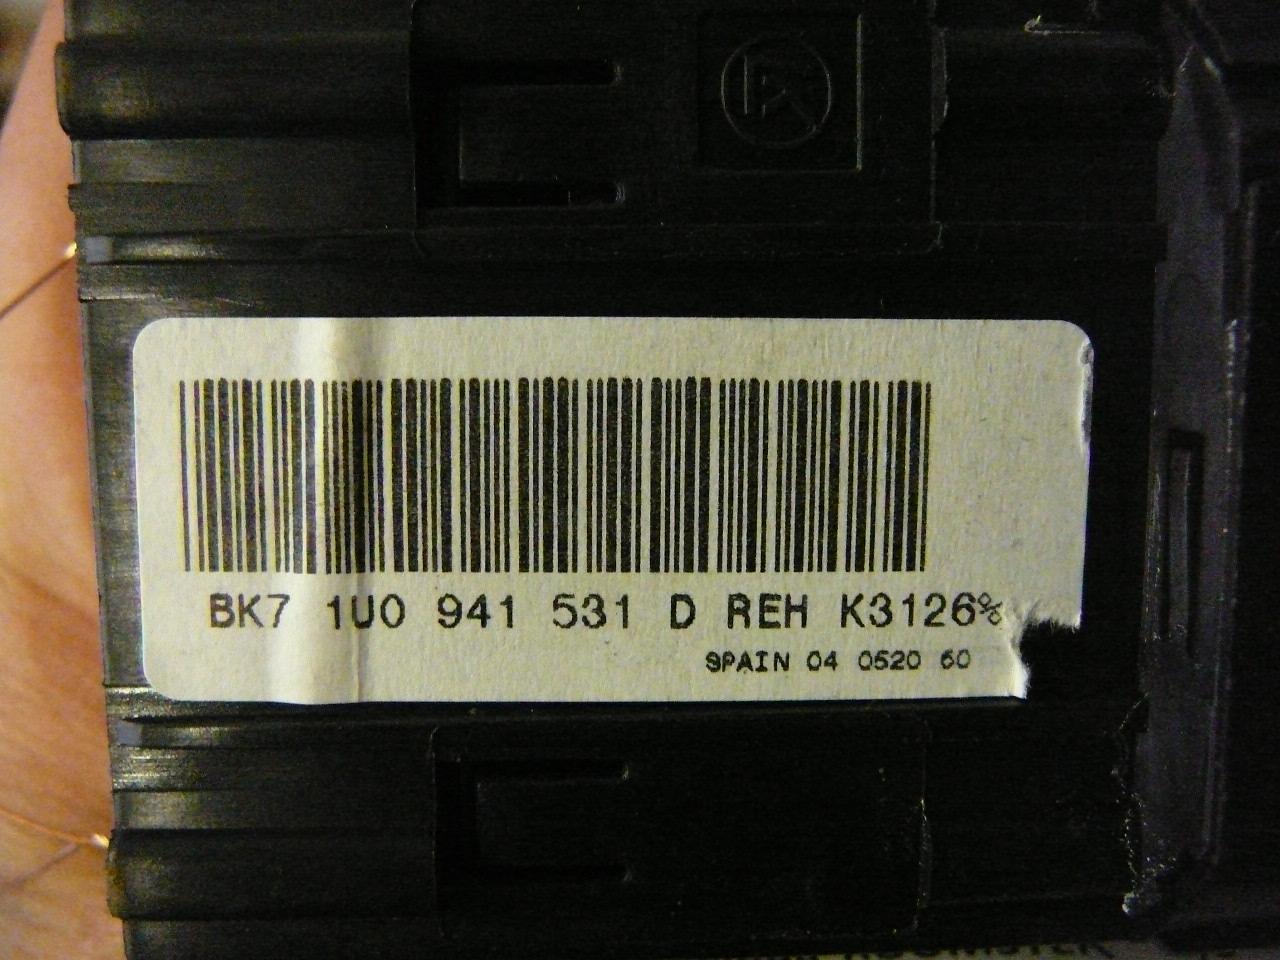 BK7 1U0 941 531 D REH K3126%
SPAIN 04 0520 60